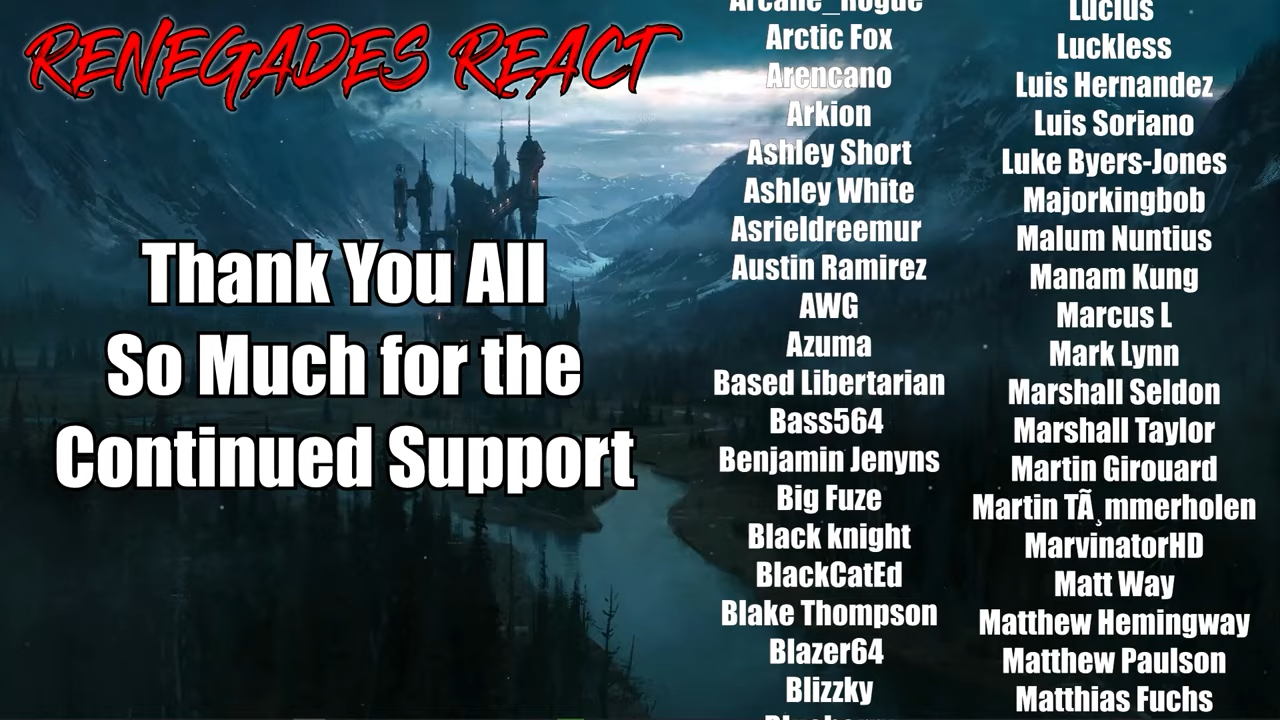 RENEGADES REACT
Thank You All
So Much for the
Continued Support
Arcane_Rogue
Arctic Fox
Arencano
Arkion
Ashley Short
Ashley White
Asrieldreemur
Austin Ramirez
AWG
Azuma
Based Libertarian
Bass564
Benjamin Jenyns
Big Fuze
Black knight
BlackCatEd
Blake Thompson
Blazer64
Blizzky
Lucius
Luckless
Luis Hernandez
Luis Soriano
Luke Byers-Jones
Majorkingbob
Malum Nuntius
Manam Kung
Marcus L
Mark Lynn
Marshall Seldon
Marshall Taylor
Martin Girouard
Martin TÃ¸mmerholen
MarvinatorHD
Matt Way
Matthew Hemingway
Matthew Paulson
Matthias Fuchs